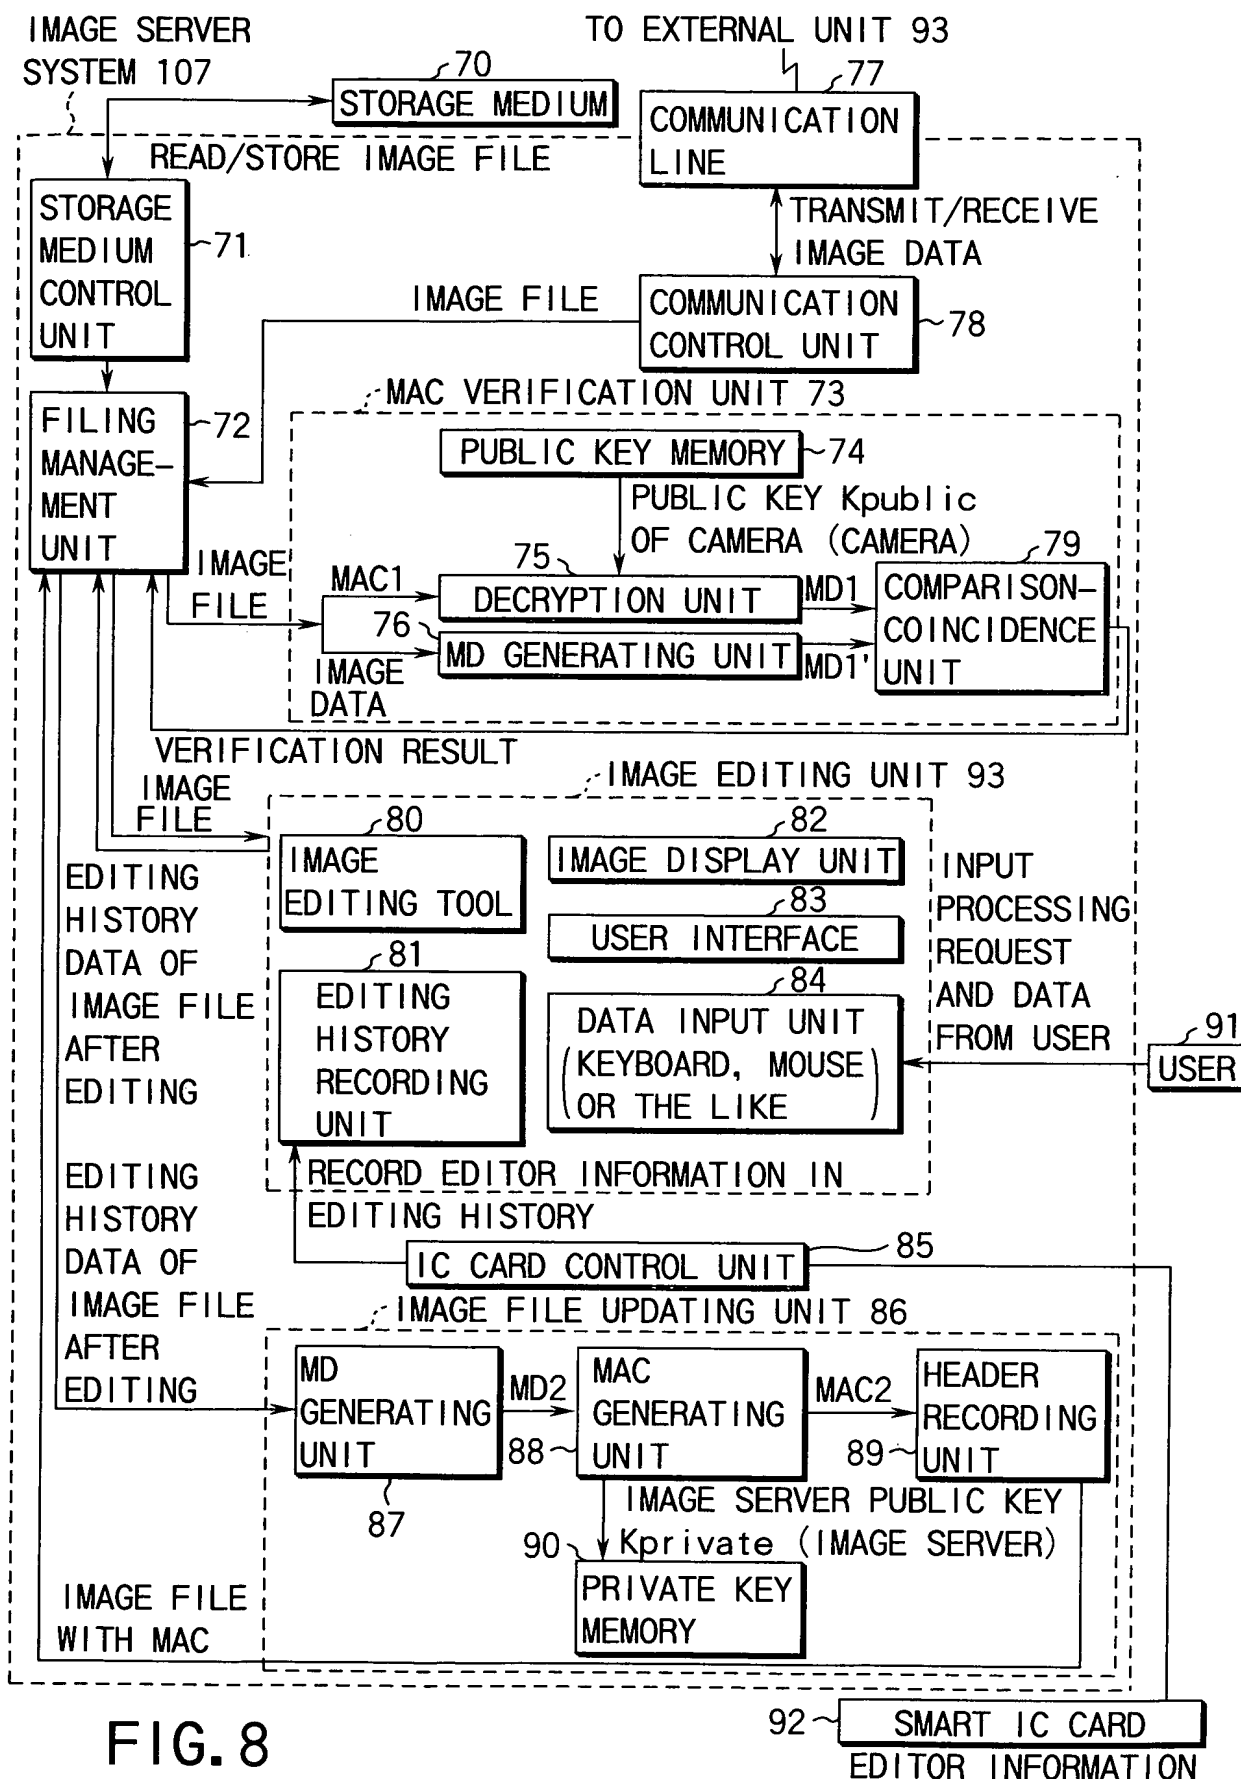 IMAGE SERVER
SYSTEM 107
TO EXTERNAL UNIT 93
70
STORAGE MEDIUM
77
COMMUNICATION
LINE
READ/STORE IMAGE FILE
STORAGE
MEDIUM
CONTROL
UNIT
71
TRANSMIT/RECEIVE
IMAGE DATA
IMAGE FILE
COMMUNICATION
CONTROL UNIT
78
FILING
MANAGE-
MENT
UNIT
72
MAC VERIFICATION UNIT 73
PUBLIC KEY MEMORY
74
PUBLIC KEY Kpublic
OF CAMERA (CAMERA)
IMAGE
FILE
MAC1
75
DECRYPTION UNIT
MD1
79
COMPARISON-
COINCIDENCE
UNIT
76
MD GENERATING UNIT
MD1'
IMAGE
DATA
VERIFICATION RESULT
IMAGE
FILE
IMAGE EDITING UNIT 93
80
IMAGE
EDITING TOOL
82
IMAGE DISPLAY UNIT
83
USER INTERFACE
81
EDITING
HISTORY
RECORDING
UNIT
84
DATA INPUT UNIT
(KEYBOARD, MOUSE
OR THE LIKE)
INPUT
PROCESSING
REQUEST
AND DATA
FROM USER
91
USER
EDITING
HISTORY
DATA OF
IMAGE FILE
AFTER
EDITING
RECORD EDITOR INFORMATION IN
EDITING HISTORY
IC CARD CONTROL UNIT
85
EDITING
HISTORY
DATA OF
IMAGE FILE
AFTER
EDITING
IMAGE FILE UPDATING UNIT 86
MD
GENERATING
UNIT
87
MD2
MAC
GENERATING
UNIT
88
MAC2
HEADER
RECORDING
UNIT
89
IMAGE SERVER PUBLIC KEY
Kprivate (IMAGE SERVER)
90
PRIVATE KEY
MEMORY
IMAGE FILE
WITH MAC
92
SMART IC CARD
EDITOR INFORMATION
FIG. 8